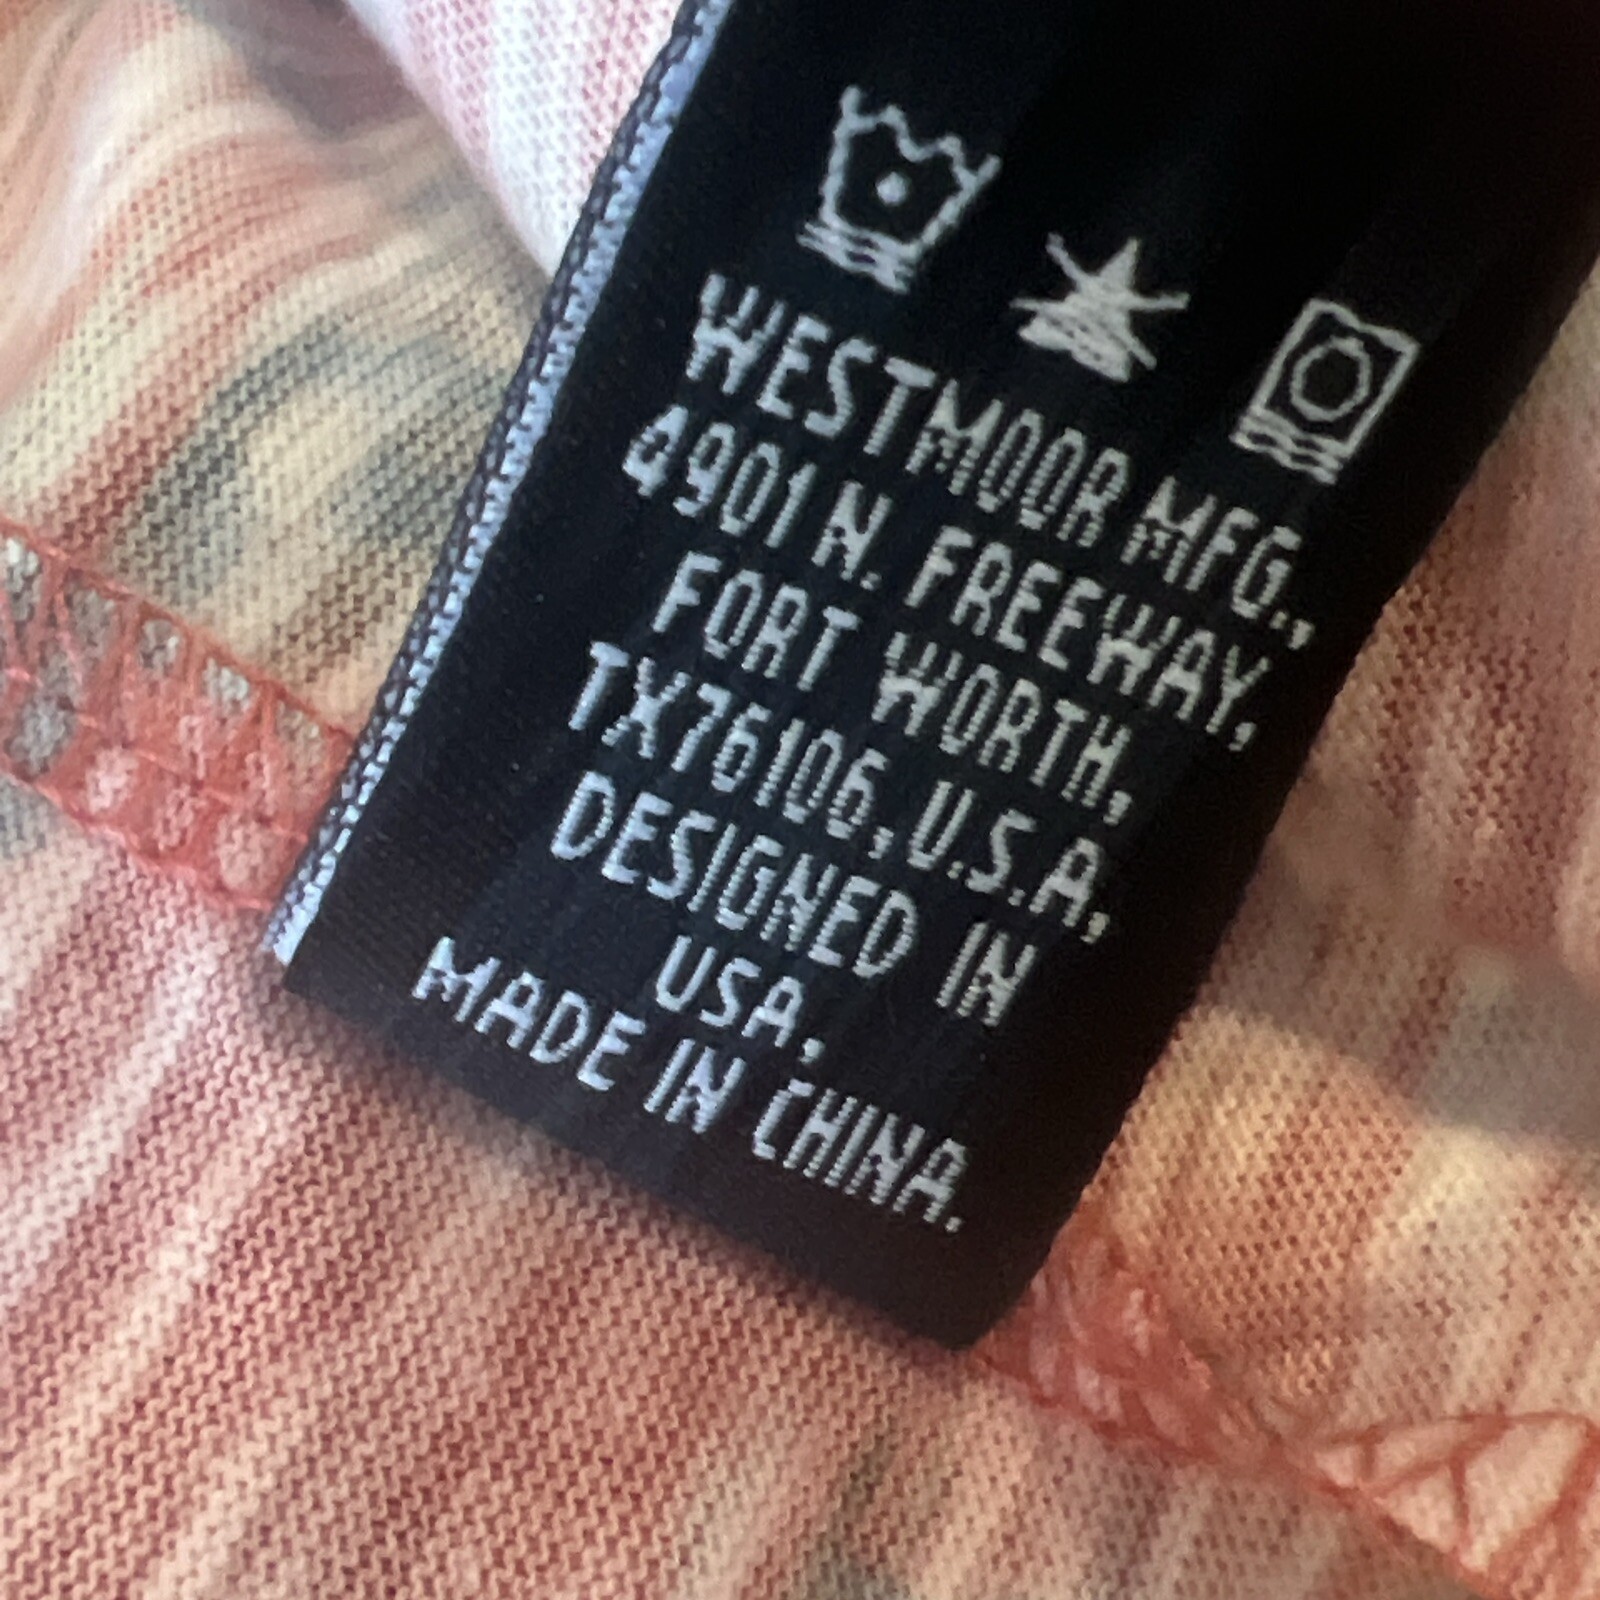 WESTMOOR MFG.,
4901 N. FREEWAY,
FORT WORTH,
TX76106, U.S.A,
DESIGNED IN
USA,
MADE IN CHINA.